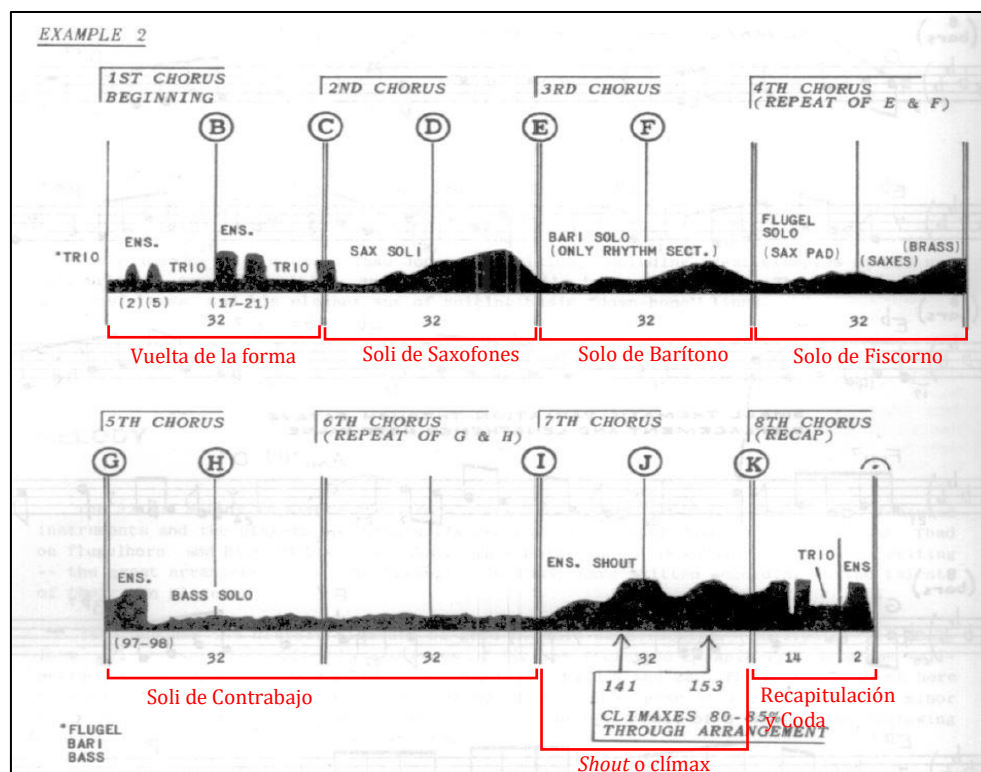 EXAMPLE 2
1ST CHORUS
BEGINNING
2ND CHORUS
3RD CHORUS
4TH CHORUS
(REPEAT OF E & F)
B
C
D
E
F
*TRIO
ENS.
TRIO
ENS.
TRIO
SAX SOLI
BARI SOLO
(ONLY RHYTHM SECT.)
FLUGEL
SOLO
(SAX PAD)
(SAXES)
(BRASS)
(2)(5)
(17-21)
32
32
32
32
Vuelta de la forma
Soli de Saxofones
Solo de Barítono
Solo de Fiscorno
5TH CHORUS
6TH CHORUS
(REPEAT OF G & H)
7TH CHORUS
8TH CHORUS
(RECAP)
G
H
I
J
K
ENS.
BASS SOLO
ENS. SHOUT
TRIO
ENS
(97-98)
32
32
32
14
2
Soli de Contrabajo
141
153
CLIMAXES 80-85%
THROUGH ARRANGEMENT
Recapitulación
y Coda
*FLUGEL
BARI
BASS
Shout o clímax